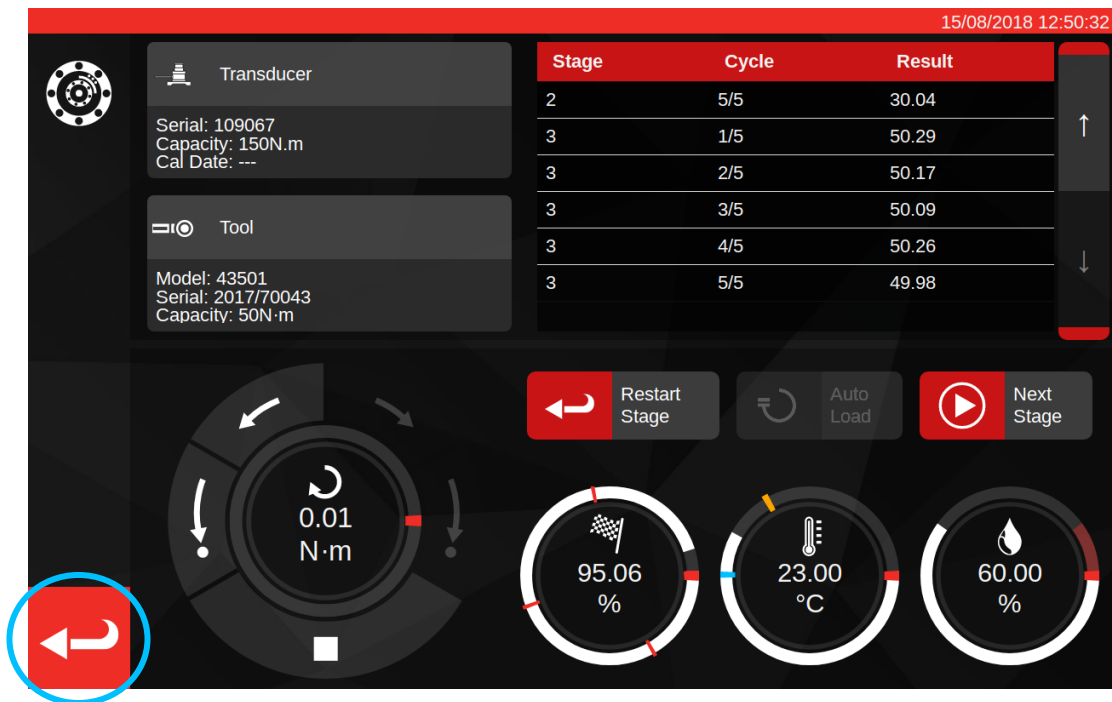 15/08/2018 12:50:32
Transducer
Serial: 109067
Capacity: 150N.m
Cal Date: ---
Tool
Model: 43501
Serial: 2017/70043
Capacity: 50N·m
Stage Cycle Result
2 5/5 30.04
3 1/5 50.29
3 2/5 50.17
3 3/5 50.09
3 4/5 50.26
3 5/5 49.98
Restart
Stage
Auto
Load
Next
Stage
0.01
N·m
95.06
%
23.00
°C
60.00
%